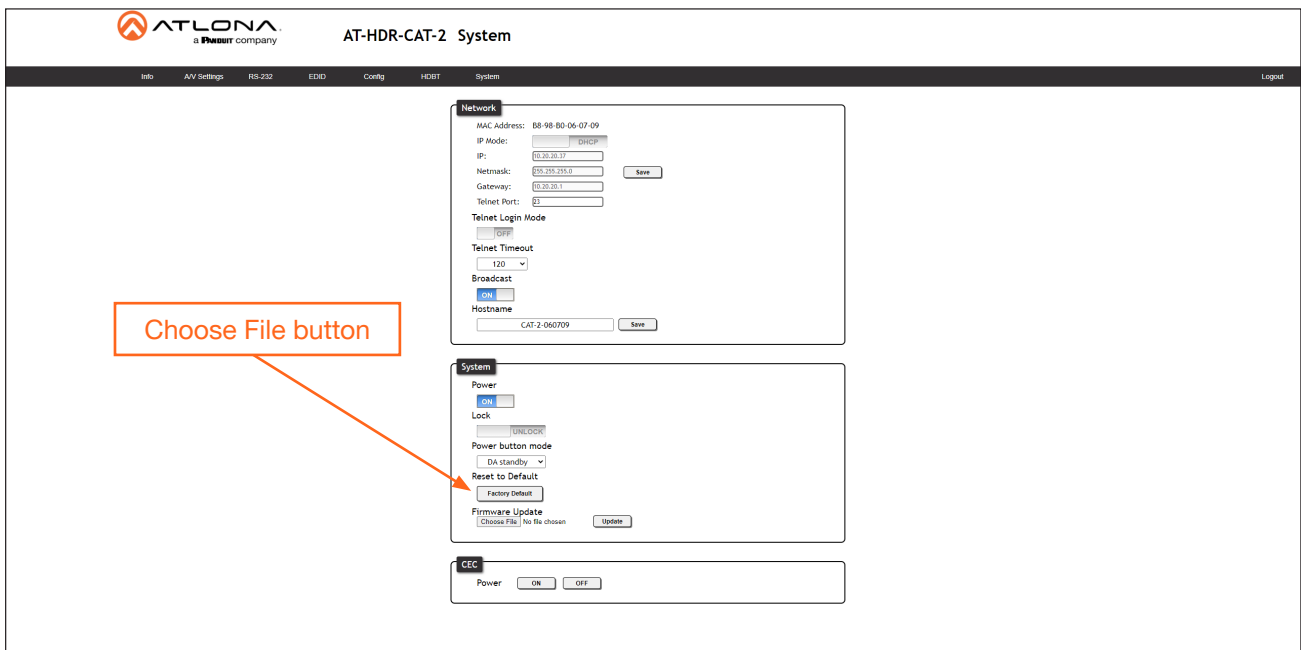 ATLONA.
a PANDUIT company
AT-HDR-CAT-2 System
Info A/V Settings RS-232 EDID Config HDBT System Logout
Network
MAC Address: B8-98-B0-06-07-09
IP Mode: DHCP
IP: 10.20.20.37
Netmask: 255.255.255.0 Save
Gateway: 10.20.20.1
Telnet Port: 23
Telnet Login Mode
OFF
Telnet Timeout
120
Broadcast
ON
Hostname
CAT-2-060709 Save
Choose File button
System
Power
ON
Lock
UNLOCK
Power button mode
DA standby
Reset to Default
Factory Default
Firmware Update
Choose File No file chosen Update
CEC
Power ON OFF